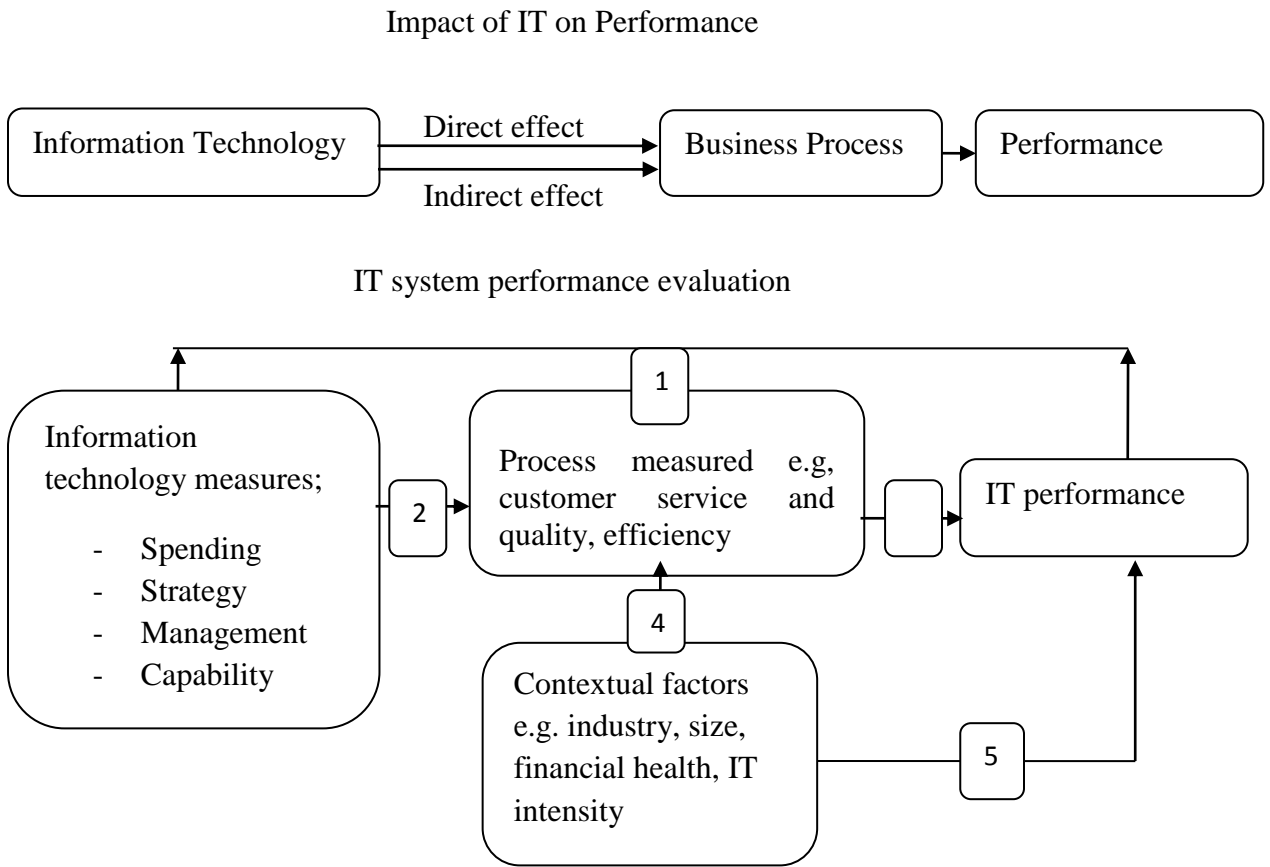 Impact of IT on Performance
Information Technology
Direct effect
Indirect effect
Business Process
Performance
IT system performance evaluation
1
Information
technology measures;
- Spending
- Strategy
- Management
- Capability
2
Process measured e.g,
customer service and
quality, efficiency
IT performance
4
Contextual factors
e.g. industry, size,
financial health, IT
intensity
5